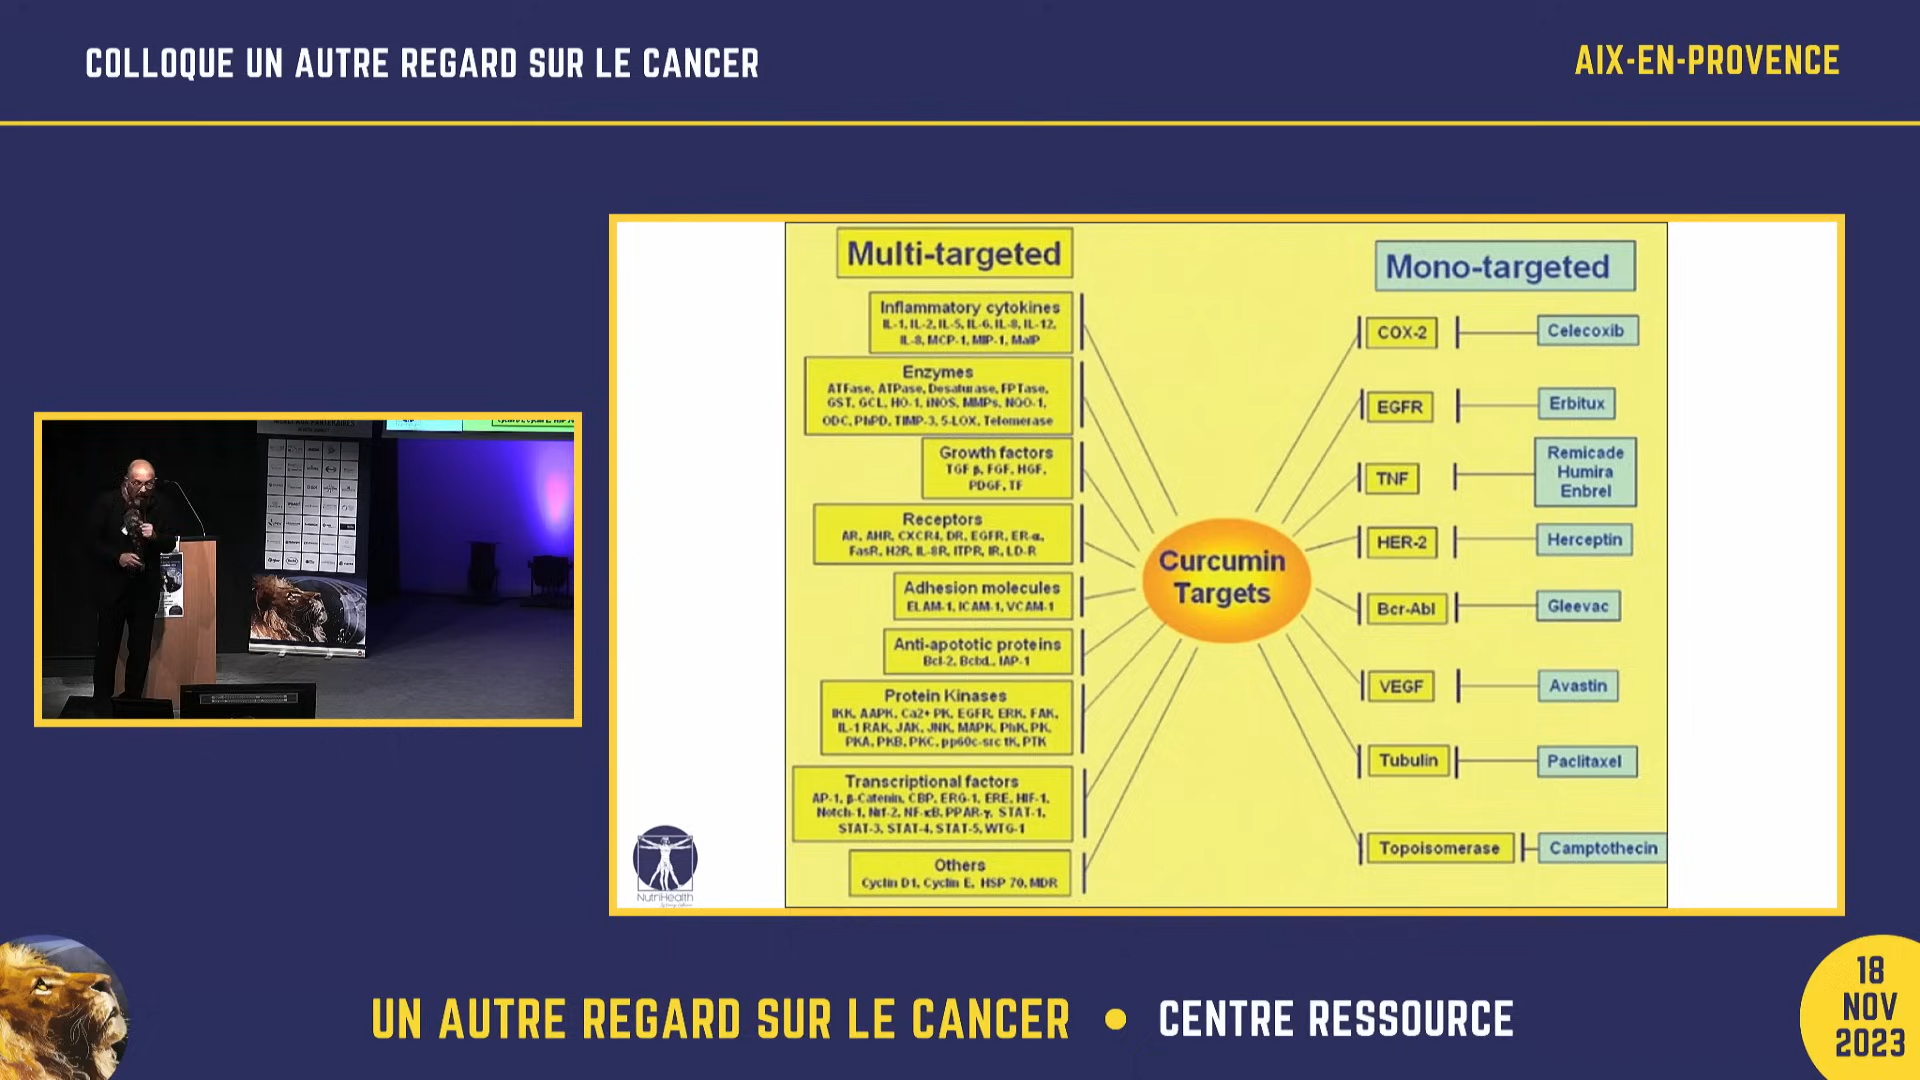 COLLOQUE UN AUTRE REGARD SUR LE CANCER
AIX-EN-PROVENCE
Multi-targeted
Inflammatory cytokines
IL-1, IL-2, IL-5, IL-6, IL-8, IL-12,
IL-8, MCP-1, MIP-1, MaIP
Enzymes
ATFase, ATPase, Desaturase, FPTase,
GST, GCL, HO-1, iNOS, MMPs, NQO-1,
ODC, PhPD, TIMP-3, 5-LOX, Telomerase
Growth factors
TGF β, FGF, HGF,
PDGF, TF
Receptors
AR, AHR, CXCR4, DR, EGFR, ER-α,
FasR, H2R, IL-8R, ITPR, IR, LD-R
Adhesion molecules
ELAM-1, ICAM-1, VCAM-1
Anti-apototic proteins
Bcl-2, IAP-1
Protein Kinases
IKK, AAPK, Ca2+ PK, EGFR, ERK, FAK,
IL-1 RAK, JAK, JNK, MAPK, PhK, PK,
PKA, PKB, PKC, pp60c-src tK, PTK
Transcriptional factors
AP-1, β-Catenin, CBP, ERG-1, ERE, HIF-1,
Notch-1, Nrf-2, NF-κB, PPAR-γ, STAT-1,
STAT-3, STAT-4, STAT-5, WTG-1
Others
Cyclin D1, Cyclin E, HSP 70, MDR
Curcumin
Targets
Mono-targeted
COX-2
Celecoxib
EGFR
Erbitux
TNF
Remicade
Humira
Enbrel
HER-2
Herceptin
Bcr-Abl
Gleevac
VEGF
Avastin
Tubulin
Paclitaxel
Topoisomerase
Camptothecin
NutriHealth
UN AUTRE REGARD SUR LE CANCER • CENTRE RESSOURCE
18
NOV
2023